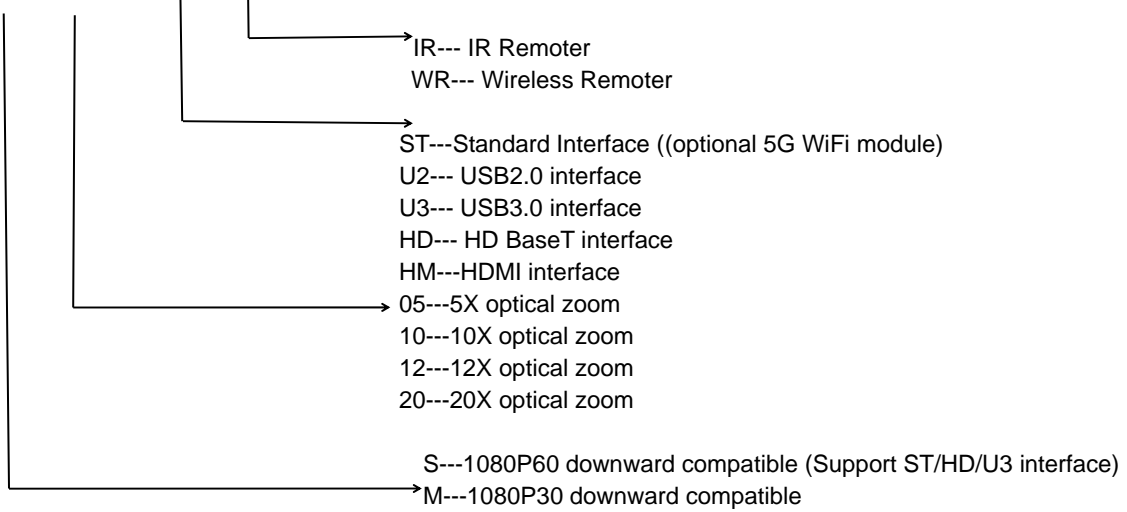 IR--- IR Remoter
WR--- Wireless Remoter
ST---Standard Interface ((optional 5G WiFi module)
U2--- USB2.0 interface
U3--- USB3.0 interface
HD--- HD BaseT interface
HM---HDMI interface
05---5X optical zoom
10---10X optical zoom
12---12X optical zoom
20---20X optical zoom
S---1080P60 downward compatible (Support ST/HD/U3 interface)
M---1080P30 downward compatible